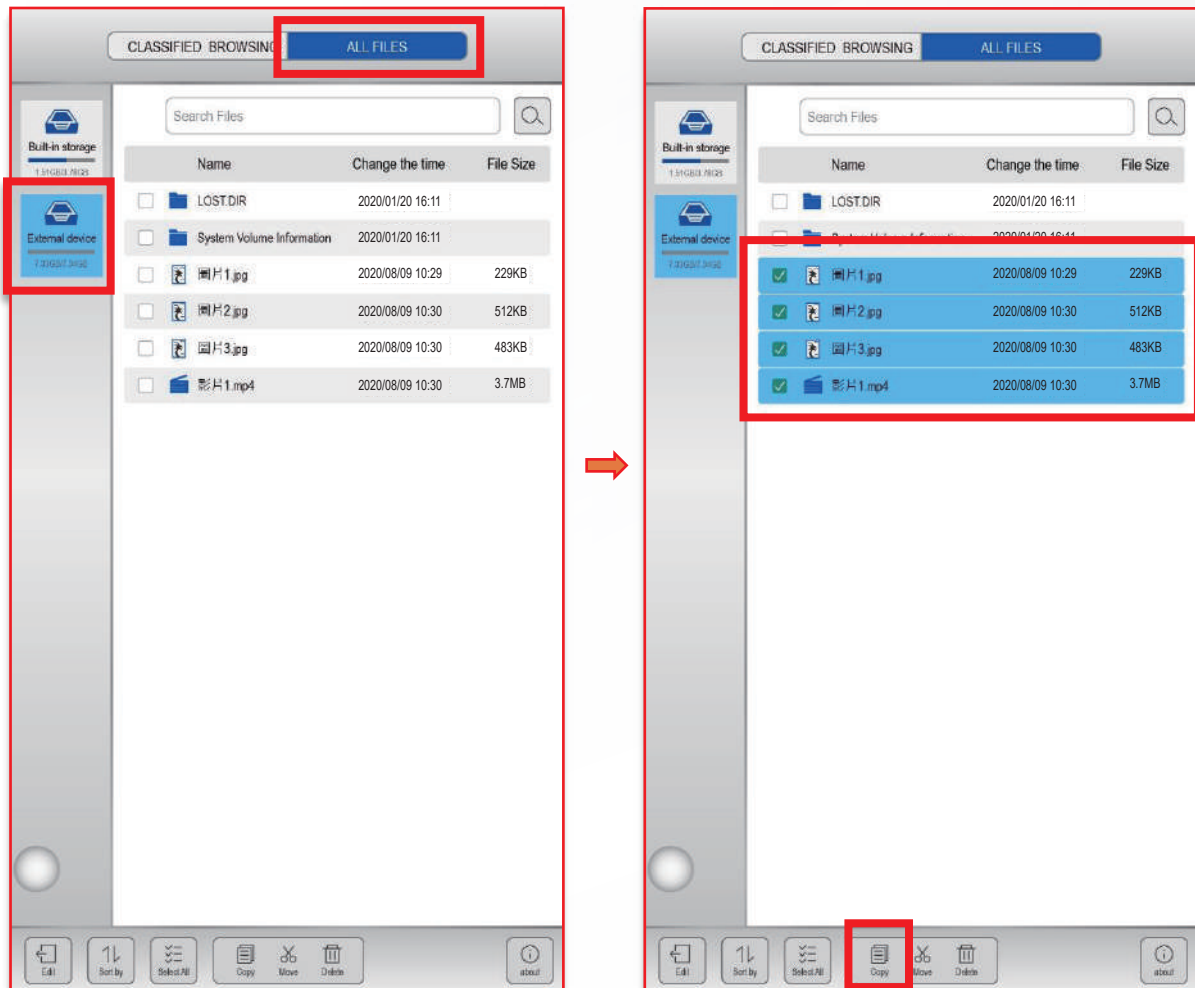 CLASSIFIED BROWSING ALL FILES
Search Files
Built-in storage
Name Change the time File Size
LOST.DIR 2020/01/20 16:11
External device
System Volume Information 2020/01/20 16:11
圖片1.jpg 2020/08/09 10:29 229KB
圖片2.jpg 2020/08/09 10:30 512KB
圖片3.jpg 2020/08/09 10:30 483KB
影片1.mp4 2020/08/09 10:30 3.7MB
Sort by Select All Copy Move Delete about
CLASSIFIED BROWSING ALL FILES
Search Files
Built-in storage
Name Change the time File Size
LOST.DIR 2020/01/20 16:11
External device
圖片1.jpg 2020/08/09 10:29 229KB
圖片2.jpg 2020/08/09 10:30 512KB
圖片3.jpg 2020/08/09 10:30 483KB
影片1.mp4 2020/08/09 10:30 3.7MB
Sort by Select All Copy Move Delete about